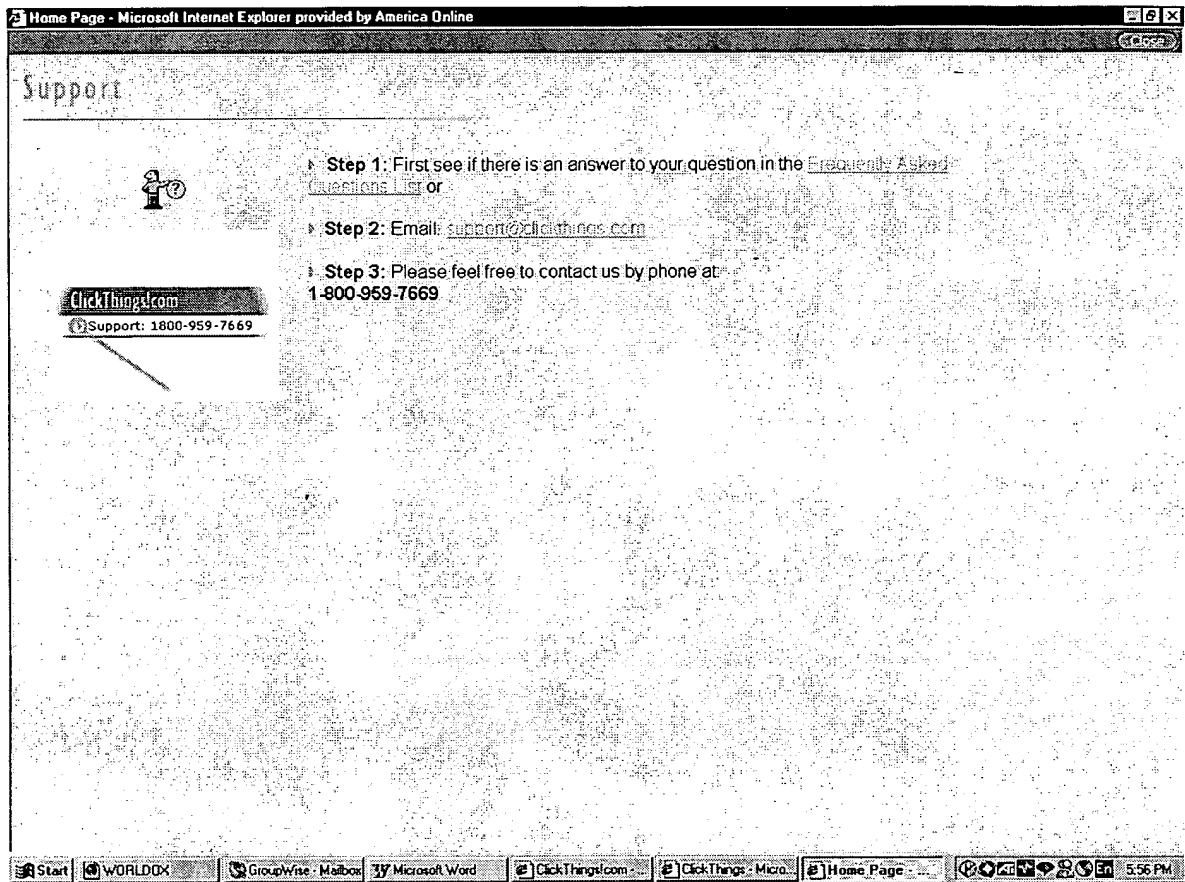 Home Page - Microsoft Internet Explorer provided by America Online
Close
Support
Step 1: First see if there is an answer to your question in the Frequently Asked
Questions List or
Step 2: Email: support@clickthings.com
Step 3: Please feel free to contact us by phone at:
1-800-959-7669
ClickThings!com
Support: 1800-959-7669
Start WORLDOX GroupWise - Mailbox Microsoft Word ClickThings!com - ClickThings - Micro... Home Page - ... En 5:56 PM